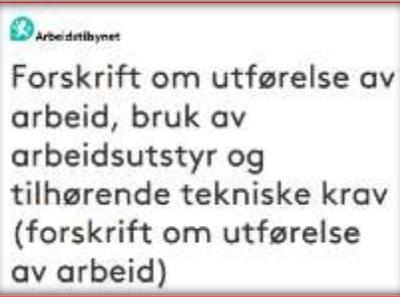 Arbeidstilsynet
Forskrift om utførelse av
arbeid, bruk av
arbeidsutstyr og
tilhørende tekniske krav
(forskrift om utførelse
av arbeid)